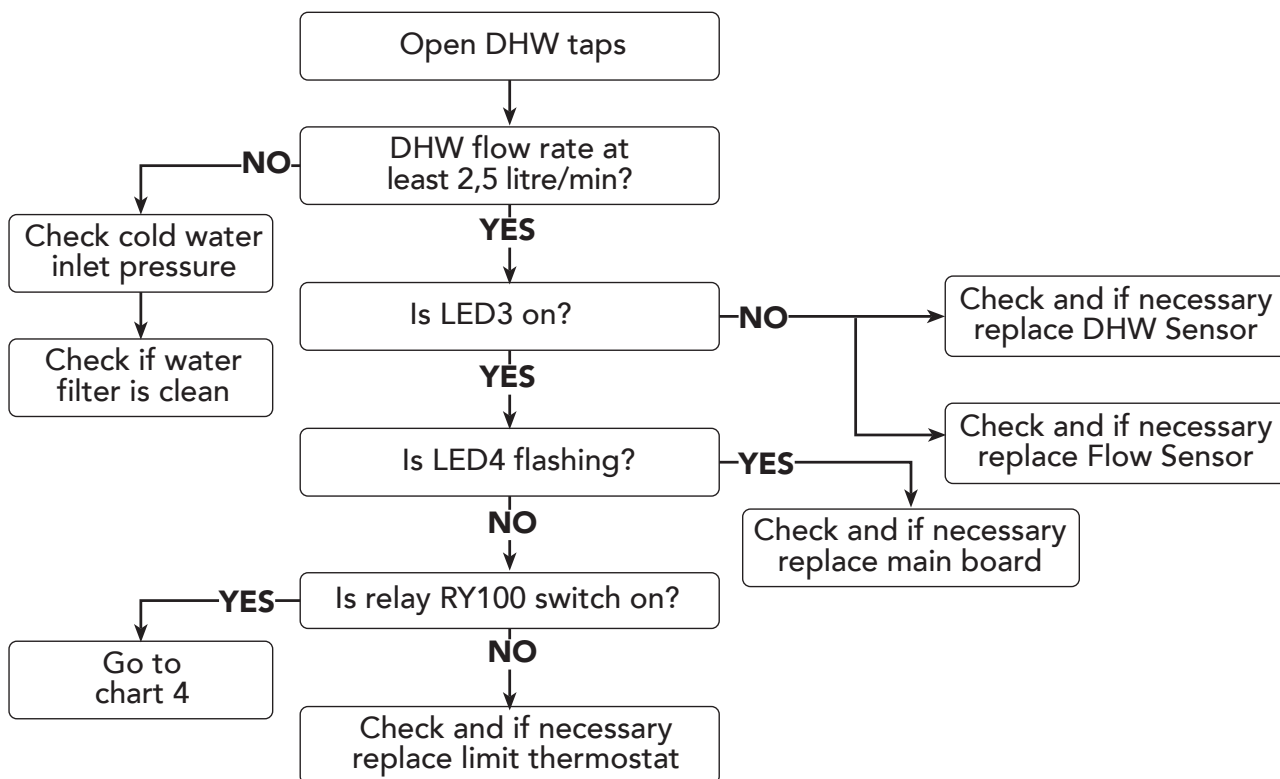 Open DHW taps
DHW flow rate at
least 2,5 litre/min?
NO
Check cold water
inlet pressure
Check if water
filter is clean
YES
Is LED3 on?
NO
Check and if necessary
replace DHW Sensor
Check and if necessary
replace Flow Sensor
YES
Is LED4 flashing?
YES
Check and if necessary
replace main board
NO
Is relay RY100 switch on?
YES
Go to
chart 4
NO
Check and if necessary
replace limit thermostat